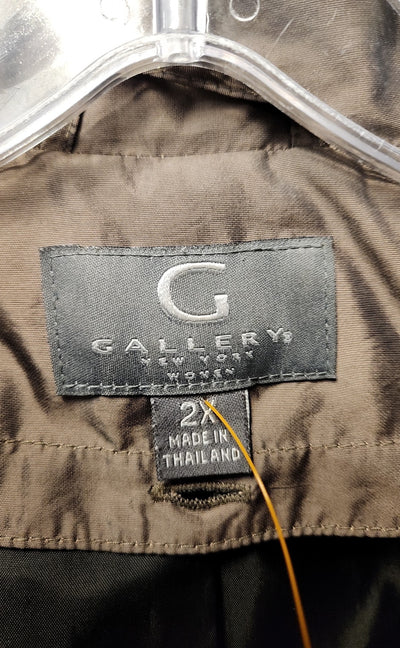 G
GALLERY®
NEW YORK
WOMEN
2X
MADE IN
THAILAND